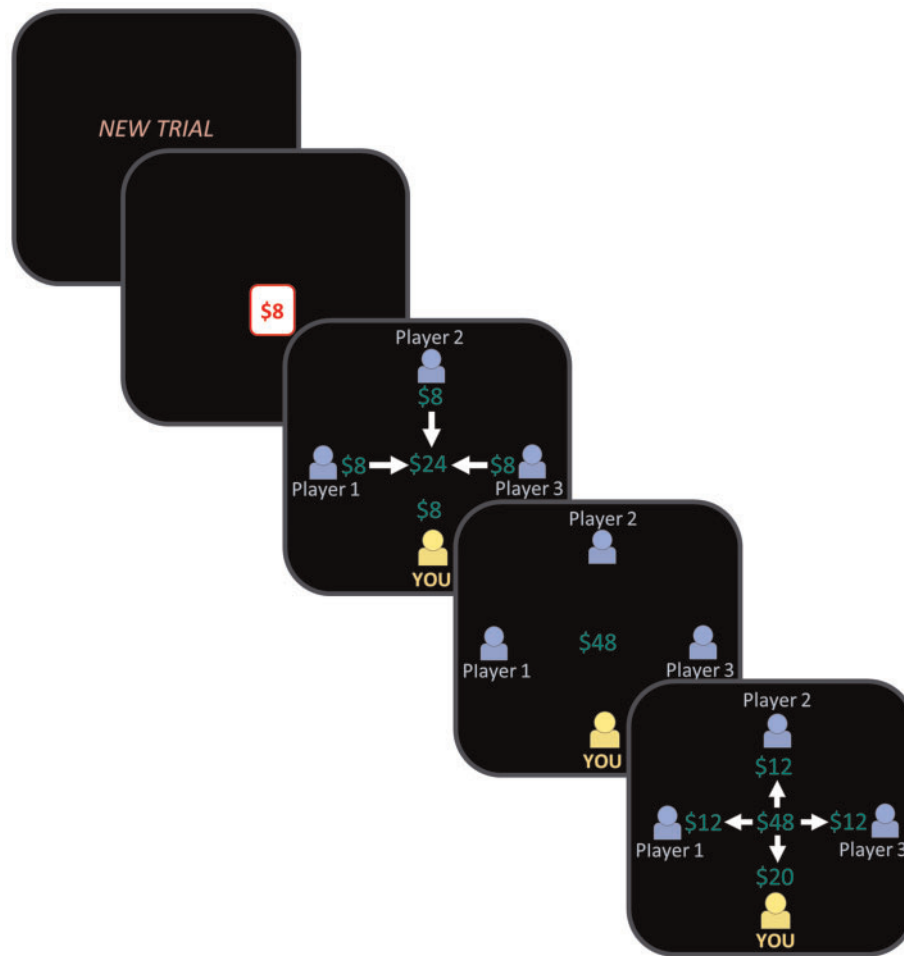 NEW TRIAL
$8
Player 2
$8
$8 $24 $8
Player 1 Player 3
$8
YOU
Player 2
$48
Player 1 Player 3
YOU
Player 2
$12
$12 $48 $12
Player 1 Player 3
$20
YOU